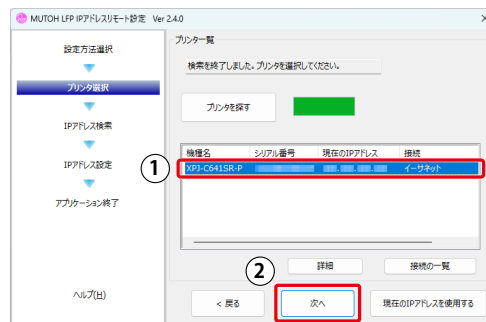 MUTOH LFP IPアドレスリモート設定 Ver 2.4.0
設定方法選択
プリンタ選択
IPアドレス検索
IPアドレス設定
アプリケーション終了
ヘルプ(H)
プリンター覧
検索を終了しました。プリンタを選択してください。
プリンタを探す
機種名 シリアル番号 現在のIPアドレス 接続
① XPJ-C641SR-P イーサネット
詳細 接続の一覧
②
< 戻る 次へ 現在のIPアドレスを使用する